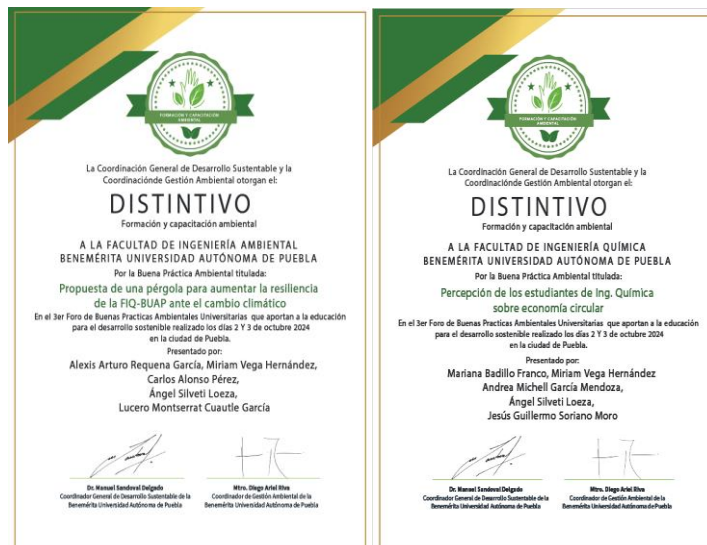 FORMACIÓN Y CAPACITACIÓN
AMBIENTAL
La Coordinación General de Desarrollo Sustentable y la
Coordinaciónde Gestión Ambiental otorgan el:
DISTINTIVO
Formación y capacitación ambiental
A LA FACULTAD DE INGENIERÍA AMBIENTAL
BENEMÉRITA UNIVERSIDAD AUTÓNOMA DE PUEBLA
Por la Buena Práctica Ambiental titulada:
Propuesta de una pérgola para aumentar la resiliencia
de la FIQ-BUAP ante el cambio climático
En el 3er Foro de Buenas Practicas Ambientales Universitarias que aportan a la educación
para el desarrollo sostenible realizado los días 2 Y 3 de octubre 2024
en la ciudad de Puebla.
Presentado por:
Alexis Arturo Requena García, Miriam Vega Hernández,
Carlos Alonso Pérez,
Ángel Silveti Loeza,
Lucero Montserrat Cuautle García
Dr. Manuel Sandoval Delgado
Coordinador General de Desarrollo Sustentable de la
Benemérita Universidad Autónoma de Puebla
Mtro. Diego Ariel Riva
Coordinador de Gestión Ambiental de la
Benemérita Universidad Autónoma de Puebla
FORMACIÓN Y CAPACITACIÓN
AMBIENTAL
La Coordinación General de Desarrollo Sustentable y la
Coordinaciónde Gestión Ambiental otorgan el:
DISTINTIVO
Formación y capacitación ambiental
A LA FACULTAD DE INGENIERÍA QUÍMICA
BENEMÉRITA UNIVERSIDAD AUTÓNOMA DE PUEBLA
Por la Buena Práctica Ambiental titulada:
Percepción de los estudiantes de Ing. Química
sobre economía circular
En el 3er Foro de Buenas Practicas Ambientales Universitarias que aportan a la educación
para el desarrollo sostenible realizado los días 2 Y 3 de octubre 2024
en la ciudad de Puebla.
Presentado por:
Mariana Badillo Franco, Miriam Vega Hernández
Andrea Michell García Mendoza,
Ángel Silveti Loeza,
Jesús Guillermo Soriano Moro
Dr. Manuel Sandoval Delgado
Coordinador General de Desarrollo Sustentable de la
Benemérita Universidad Autónoma de Puebla
Mtro. Diego Ariel Riva
Coordinador de Gestión Ambiental de la
Benemérita Universidad Autónoma de Puebla